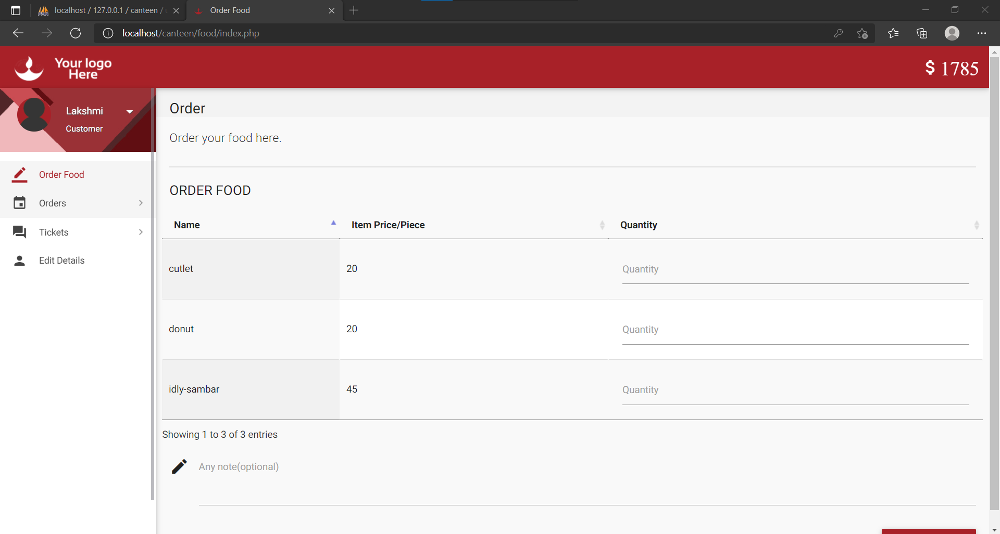 localhost / 127.0.0.1 / canteen /
Order Food
localhost/canteen/food/index.php
Your logo
Here
$ 1785
Lakshmi
Customer
Order Food
Orders
Tickets
Edit Details
Order
Order your food here.
ORDER FOOD
Name Item Price/Piece Quantity
cutlet 20 Quantity
donut 20 Quantity
idly-sambar 45 Quantity
Showing 1 to 3 of 3 entries
Any note(optional)